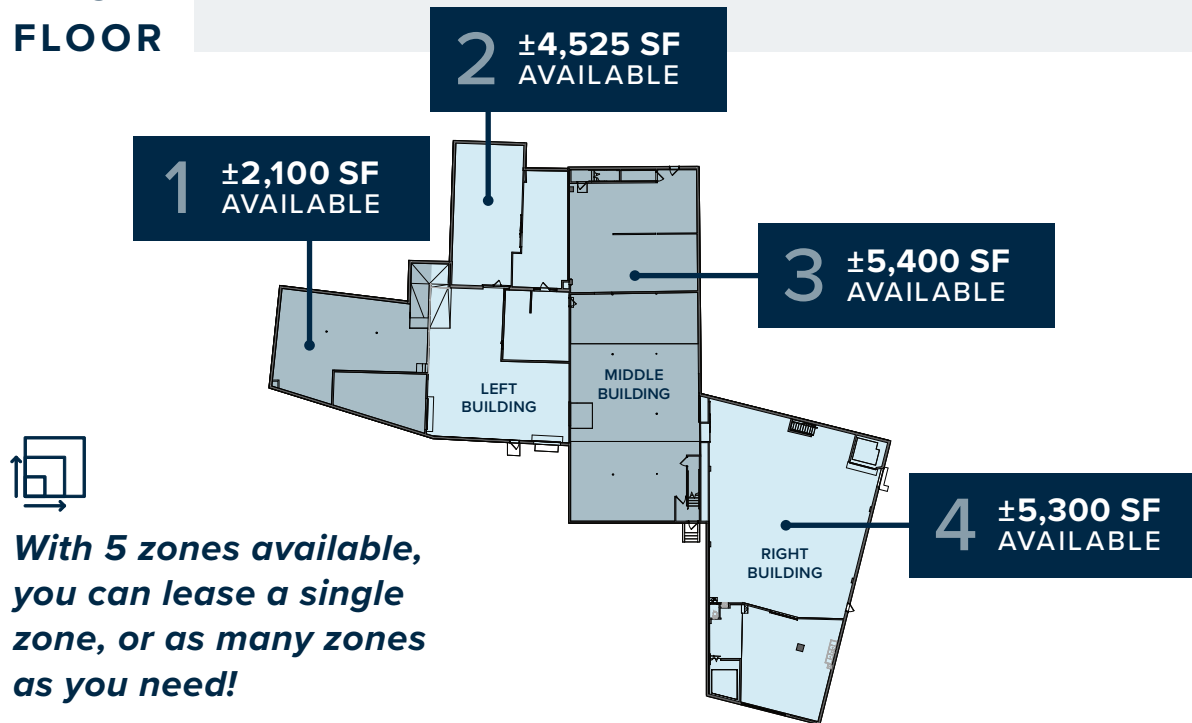 FLOOR
2 ±4,525 SF
AVAILABLE
1 ±2,100 SF
AVAILABLE
3 ±5,400 SF
AVAILABLE
LEFT
BUILDING
MIDDLE
BUILDING
4 ±5,300 SF
AVAILABLE
RIGHT
BUILDING
With 5 zones available,
you can lease a single
zone, or as many zones
as you need!